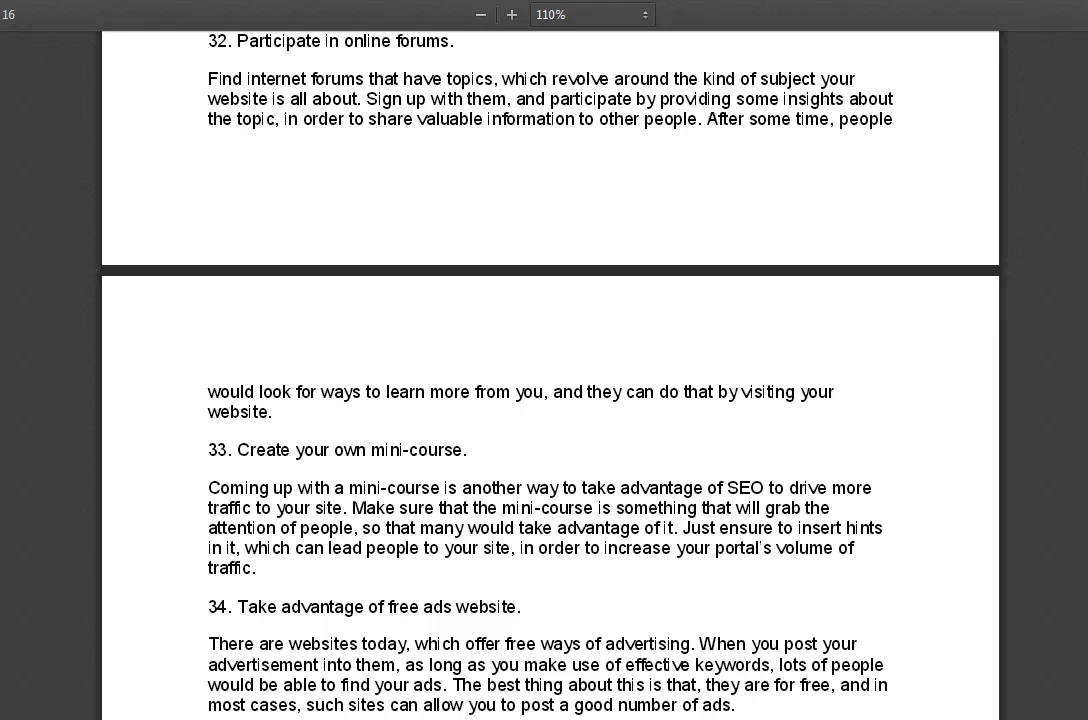 16
110%
32. Participate in online forums.
Find internet forums that have topics, which revolve around the kind of subject your
website is all about. Sign up with them, and participate by providing some insights about
the topic, in order to share valuable information to other people. After some time, people
would look for ways to learn more from you, and they can do that by visiting your
website.
33. Create your own mini-course.
Coming up with a mini-course is another way to take advantage of SEO to drive more
traffic to your site. Make sure that the mini-course is something that will grab the
attention of people, so that many would take advantage of it. Just ensure to insert hints
in it, which can lead people to your site, in order to increase your portal's volume of
traffic.
34. Take advantage of free ads website.
There are websites today, which offer free ways of advertising. When you post your
advertisement into them, as long as you make use of effective keywords, lots of people
would be able to find your ads. The best thing about this is that, they are for free, and in
most cases, such sites can allow you to post a good number of ads.